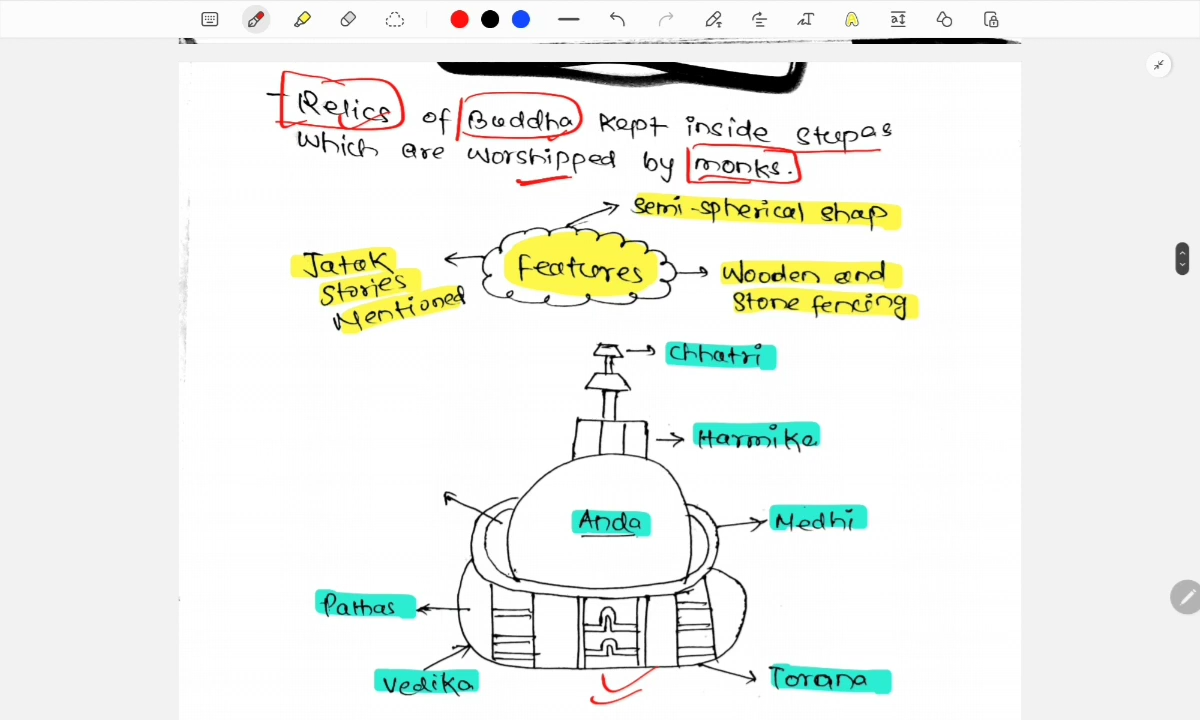 - Relics of Buddha kept inside stupas
which are worshipped by monks.
Semi-spherical shap
Features
Jatak
Stories
Mentioned
Wooden and
Stone fencing
Chhatri
Harmika
Anda
Medhi
Pathas
Vedika
Torana